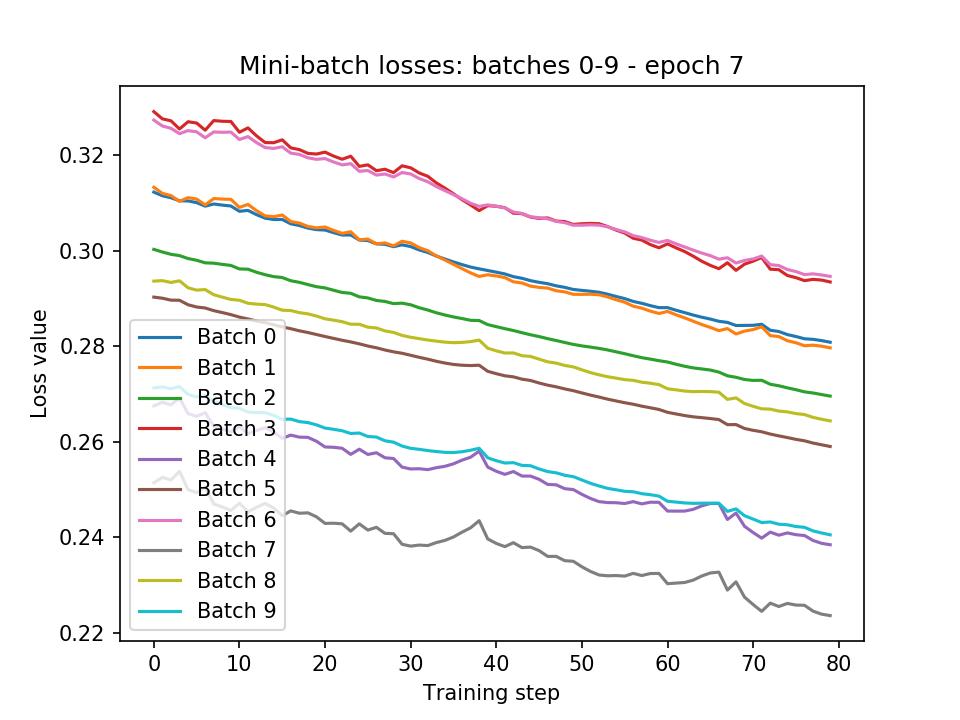 Mini-batch losses: batches 0-9 - epoch 7
Loss value
0.32
0.30
0.28
0.26
0.24
0.22
Batch 0
Batch 1
Batch 2
Batch 3
Batch 4
Batch 5
Batch 6
Batch 7
Batch 8
Batch 9
0 10 20 30 40 50 60 70 80
Training step